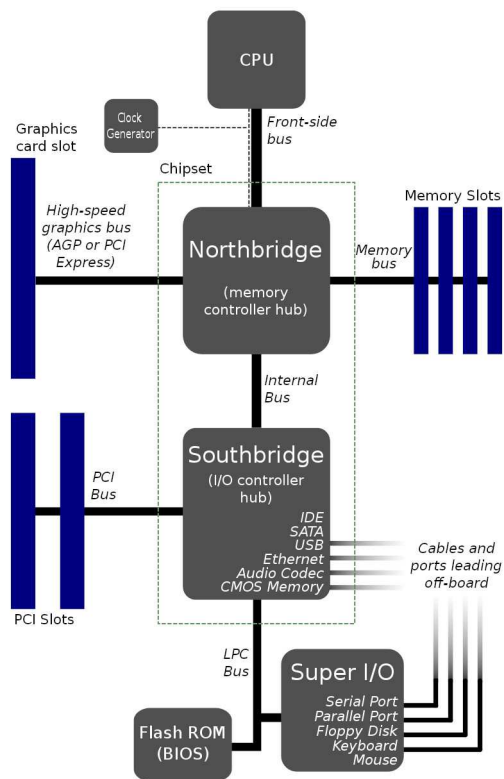 CPU
Clock
Generator
Front-side
bus
Graphics
card slot
Chipset
High-speed
graphics bus
(AGP or PCI
Express)
Northbridge
(memory
controller hub)
Memory Slots
Memory
bus
Internal
Bus
Southbridge
(I/O controller
hub)
PCI
Bus
IDE
SATA
USB
Ethernet
Audio Codec
CMOS Memory
Cables and
ports leading
off-board
PCI Slots
LPC
Bus
Super I/O
Serial Port
Parallel Port
Floppy Disk
Keyboard
Mouse
Flash ROM
(BIOS)